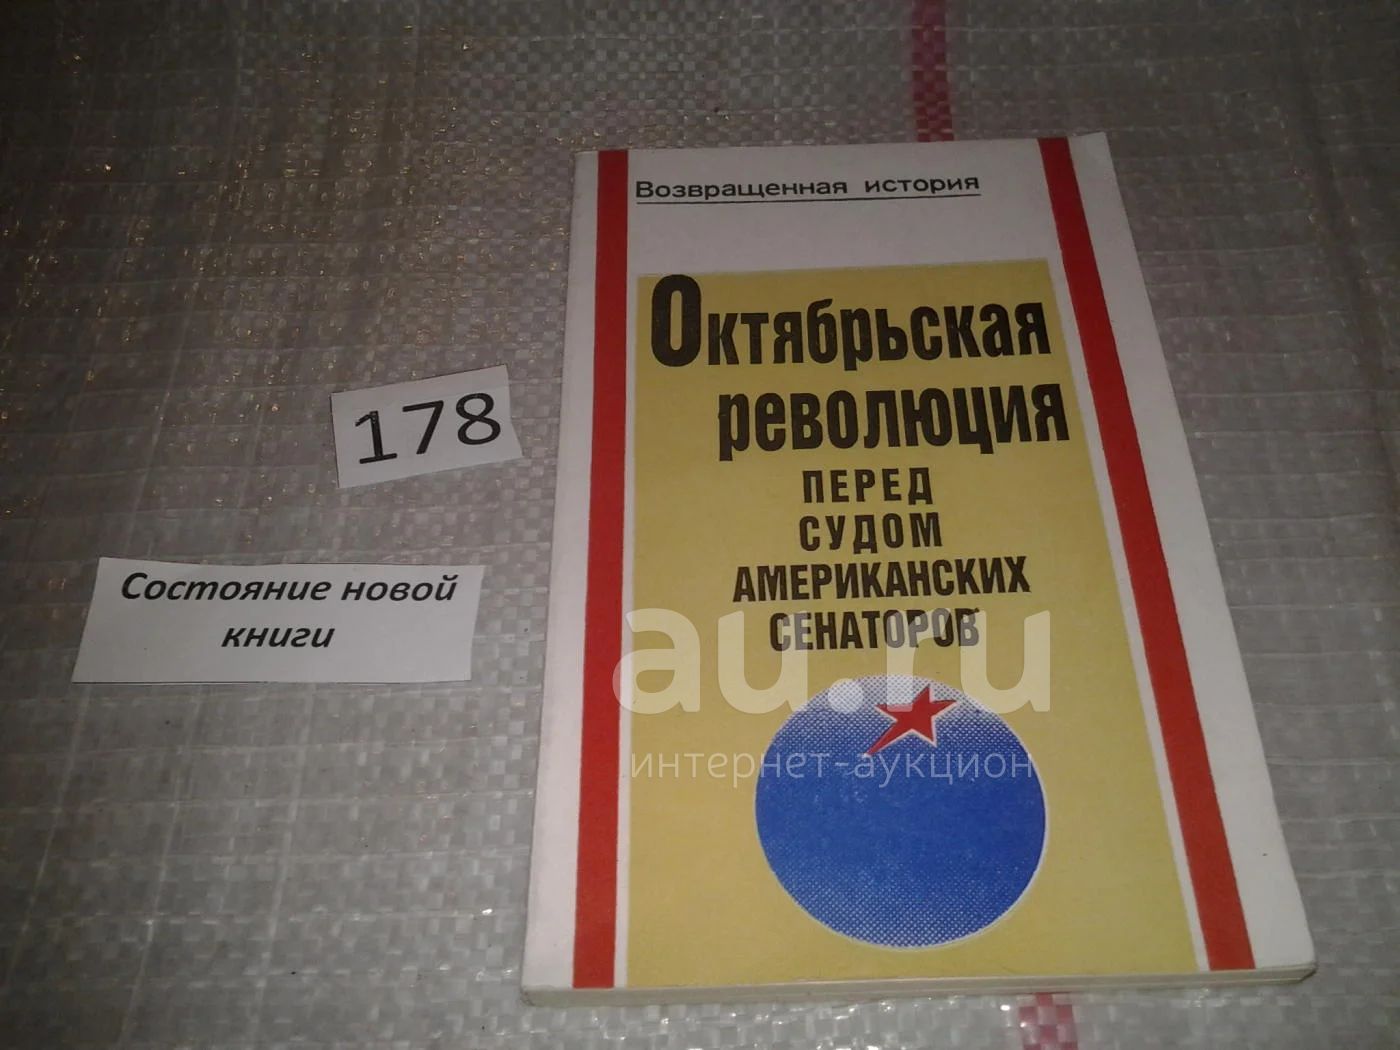 Возвращенная история
Октябрьская
революция
ПЕРЕД
СУДОМ
АМЕРИКАНСКИХ
СЕНАТОРОВ
178
Состояние новой
книги
au.ru
интернет-аукцион